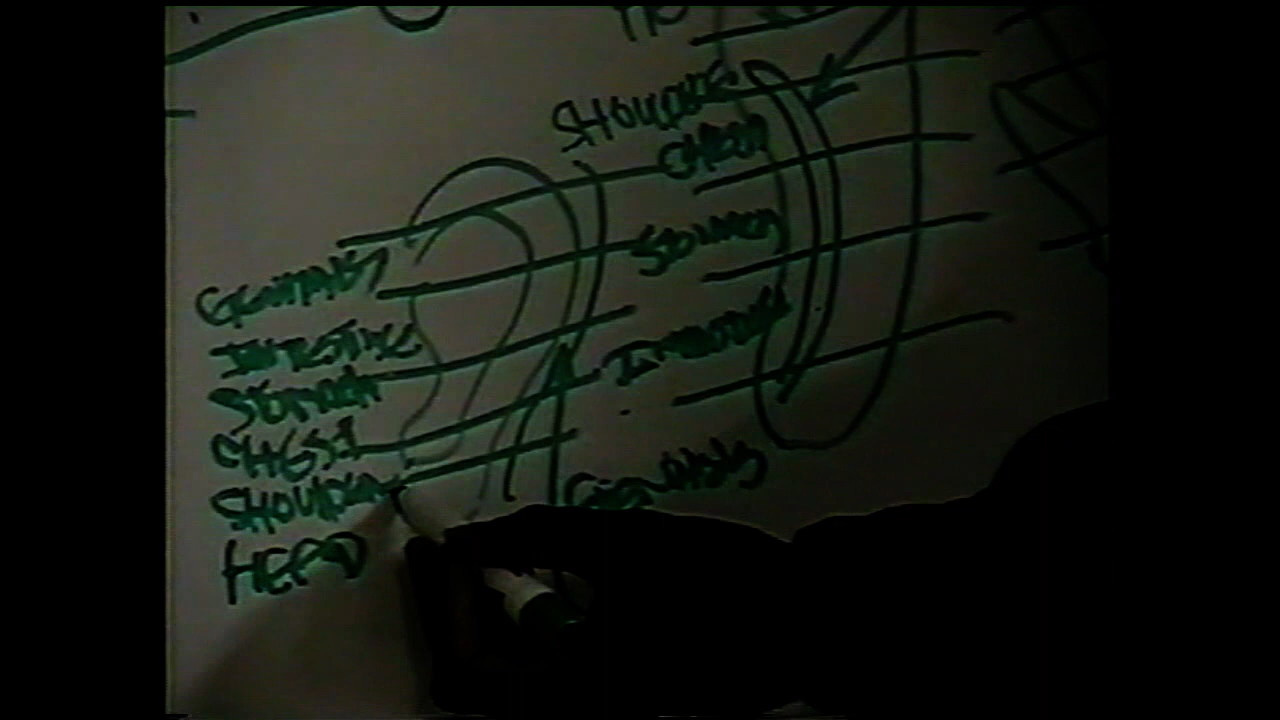 SHOULDER
CHEST
STOMACH
INTESTINE
GENITALS
GENITALS
INTESTINE
STOMACH
CHEST
SHOULDER
HEAD